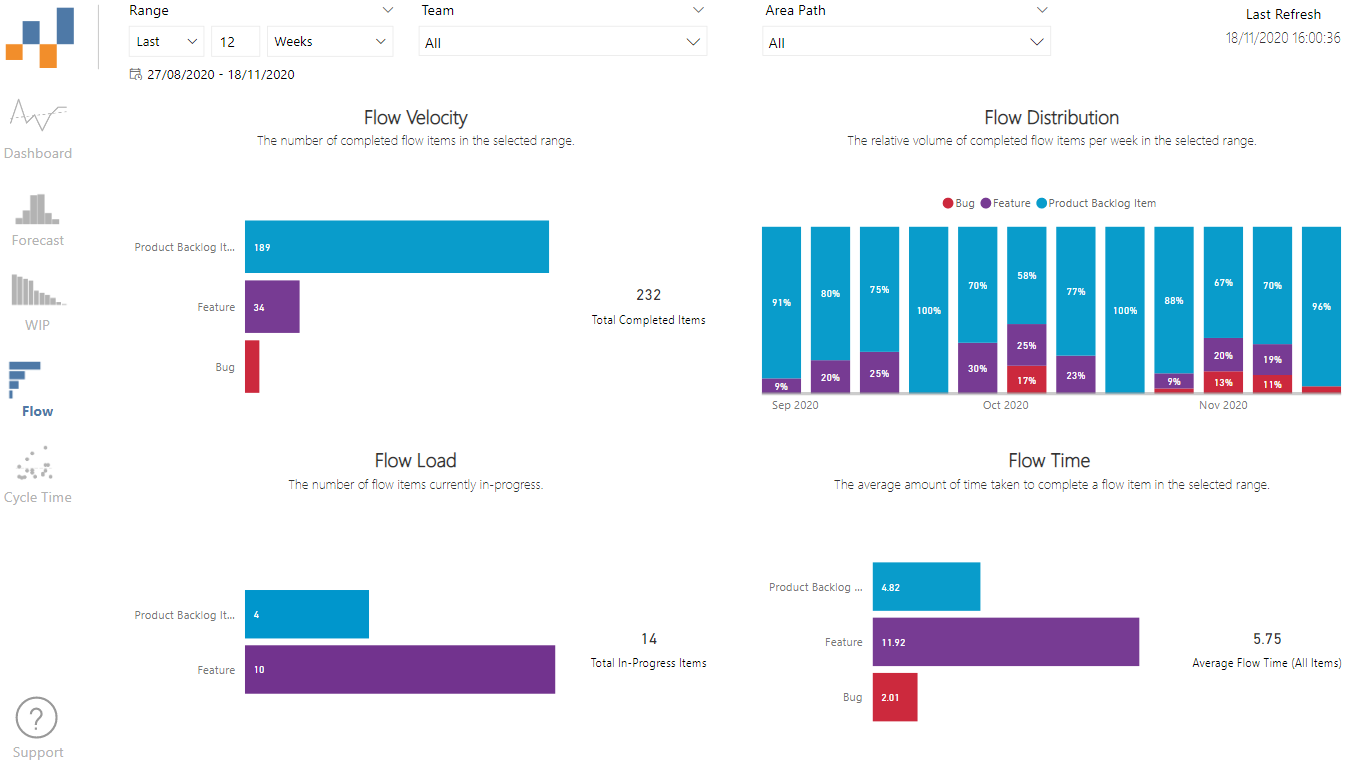 Range
Team
Area Path
Last Refresh
18/11/2020 16:00:36
Last
12
Weeks
All
All
27/08/2020 - 18/11/2020
Dashboard
Forecast
WIP
Flow
Cycle Time
Support
Flow Velocity
The number of completed flow items in the selected range.
Product Backlog It...
189
Feature
34
Bug
232
Total Completed Items
Flow Distribution
The relative volume of completed flow items per week in the selected range.
Bug Feature Product Backlog Item
91% 80% 75% 100% 70% 58% 77% 100% 88% 67% 70% 96%
9% 20% 25% 30% 25% 23% 9% 20% 19%
17% 13% 11%
Sep 2020 Oct 2020 Nov 2020
Flow Load
The number of flow items currently in-progress.
Product Backlog It...
4
Feature
10
14
Total In-Progress Items
Flow Time
The average amount of time taken to complete a flow item in the selected range.
Product Backlog ...
4.82
Feature
11.92
Bug
2.01
5.75
Average Flow Time (All Items)